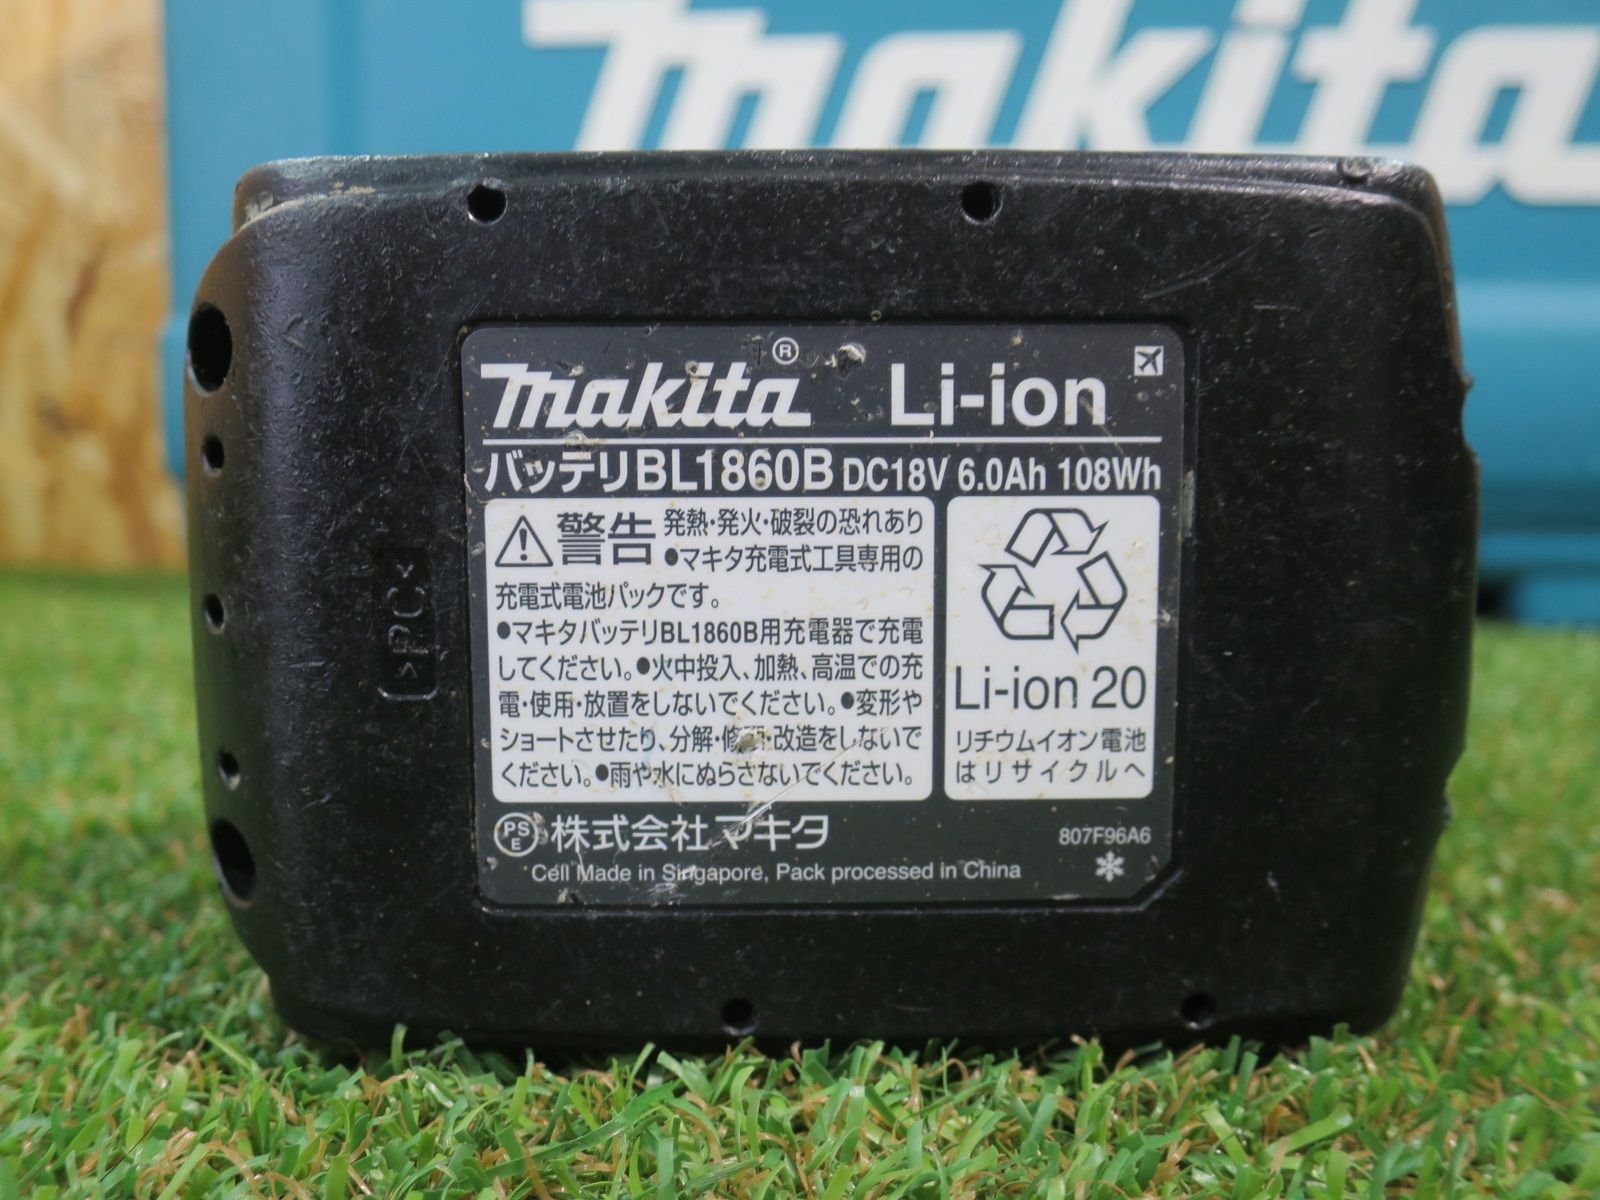 makita
makita® Li-ion
バッテリBL1860B DC18V 6.0Ah 108Wh
警告 発熱・発火・破裂の恐れあり
●マキタ充電式工具専用の
充電式電池パックです。
●マキタバッテリBL1860B用充電器で充電
してください。●火中投入、加熱、高温での充
電・使用・放置をしないでください。●変形や
ショートさせたり、分解・修理・改造をしないで
ください。●雨や水にぬらさないでください。
Li-ion 20
リチウムイオン電池
はリサイクルへ
PS
E
株式会社マキタ
807F96A6
Cell Made in Singapore, Pack processed in China
>PC<